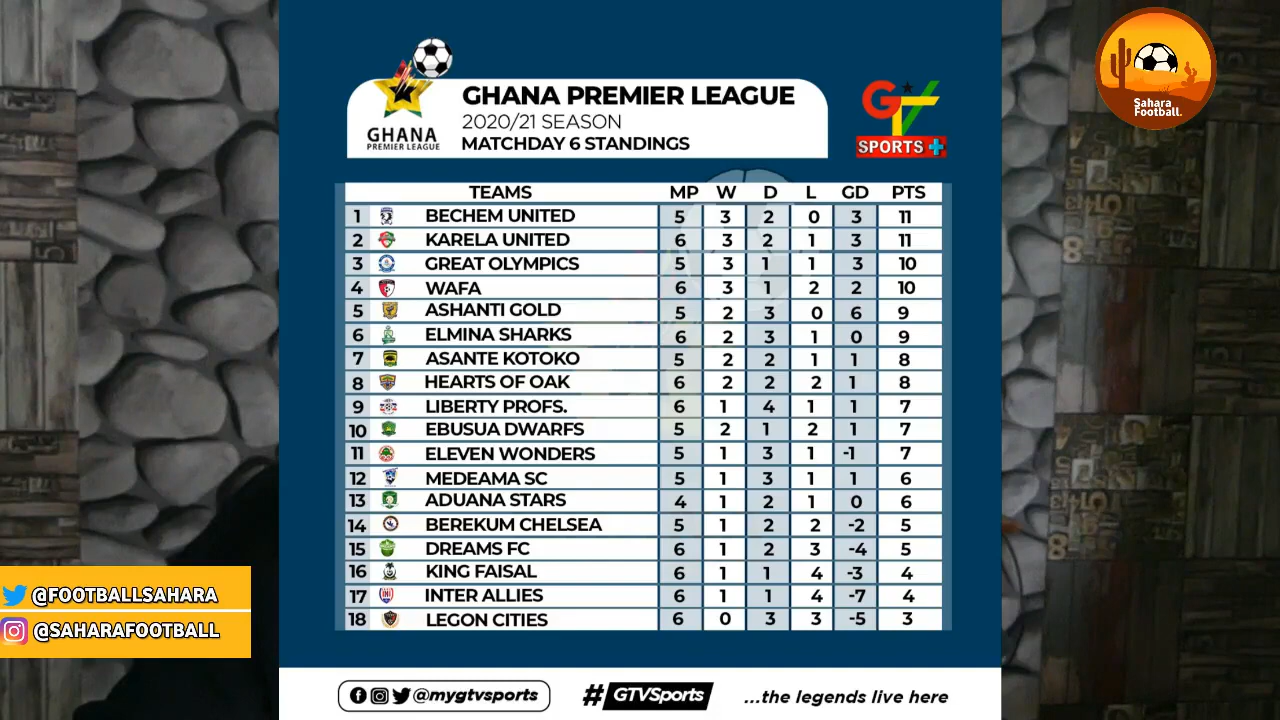 GHANA PREMIER LEAGUE
2020/21 SEASON
MATCHDAY 6 STANDINGS
GHANA
PREMIER LEAGUE
GTV
SPORTS +
Sahara
Football.
TEAMS MP W D L GD PTS
1 BECHEM UNITED 5 3 2 0 3 11
2 KARELA UNITED 6 3 2 1 3 11
3 GREAT OLYMPICS 5 3 1 1 3 10
4 WAFA 6 3 1 2 2 10
5 ASHANTI GOLD 5 2 3 0 6 9
6 ELMINA SHARKS 6 2 3 1 0 9
7 ASANTE KOTOKO 5 2 2 1 1 8
8 HEARTS OF OAK 6 2 2 2 1 8
9 LIBERTY PROFS. 6 1 4 1 1 7
10 EBUSUA DWARFS 5 2 1 2 1 7
11 ELEVEN WONDERS 5 1 3 1 -1 7
12 MEDEAMA SC 5 1 3 1 1 6
13 ADUANA STARS 4 1 2 1 0 6
14 BEREKUM CHELSEA 5 1 2 2 -2 5
15 DREAMS FC 6 1 2 3 -4 5
16 KING FAISAL 6 1 1 4 -3 4
17 INTER ALLIES 6 1 1 4 -7 4
18 LEGON CITIES 6 0 3 3 -5 3
@FOOTBALLSAHARA
@SAHARAFOOTBALL
@mygtvsports
# GTVSports
...the legends live here